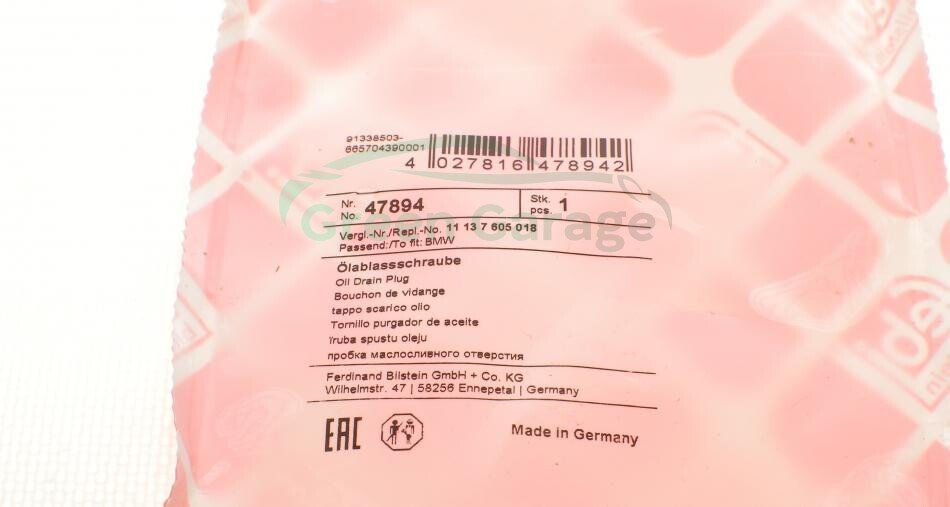 91338503-
665704390001
4 027816 478942
Nr.
No. 47894
Stk.
pcs. 1
Vergl.-Nr./Repl.-No. 11 13 7 605 018
Passend:/To fit: BMW
Ölablassschraube
Oil Drain Plug
Bouchon de vidange
tappo scarico olio
Tornillo purgador de aceite
śruba spustu oleju
пробка маслосливного отверстия
Ferdinand Bilstein GmbH + Co. KG
Wilhelmstr. 47 | 58256 Ennepetal | Germany
EAC
Made in Germany
Green Garage